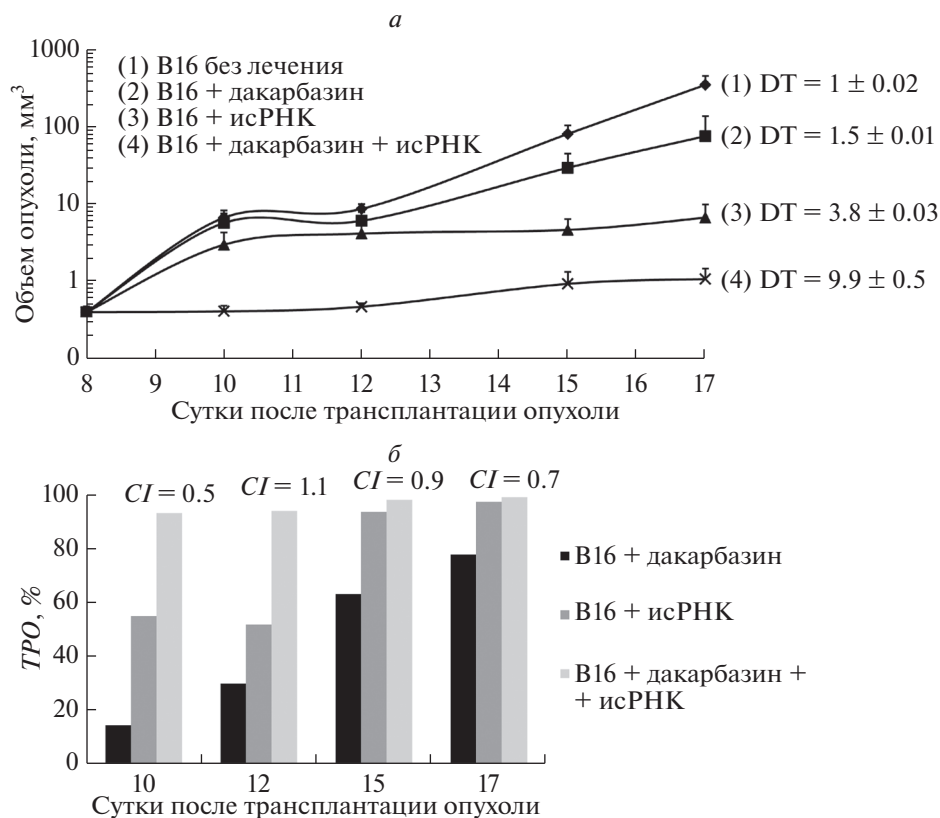 а
1000
100
10
1
0
Объем опухоли, мм³
(1) B16 без лечения
(2) B16 + дакарбазин
(3) B16 + исРНК
(4) B16 + дакарбазин + исРНК
(1) DT = 1 ± 0.02
(2) DT = 1.5 ± 0.01
(3) DT = 3.8 ± 0.03
(4) DT = 9.9 ± 0.5
8 9 10 11 12 13 14 15 16 17
Сутки после трансплантации опухоли
б
CI = 0.5 CI = 1.1 CI = 0.9 CI = 0.7
100
80
60
40
20
0
ТРО, %
B16 + дакарбазин
B16 + исРНК
B16 + дакарбазин +
+ исРНК
10 12 15 17
Сутки после трансплантации опухоли